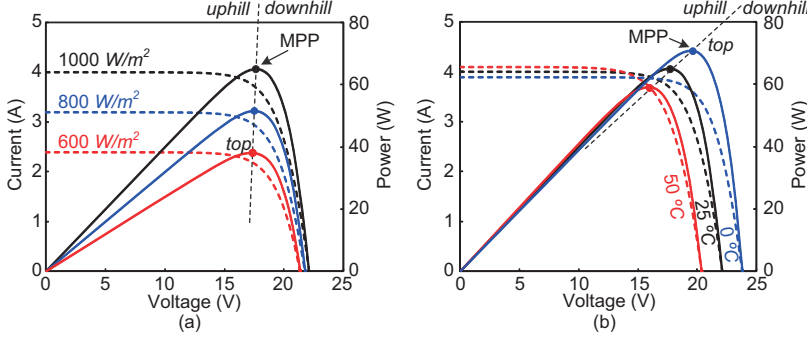 uphill downhill
5 80
1000 W/m²
MPP
4
60
800 W/m²
3
600 W/m²
top
40
2
20
1
0 0
0 5 10 15 20 25
Current (A)
Power (W)
Voltage (V)
(a)
uphill downhill
5 80
MPP
top
4
60
3
40
2
50 °C
25 °C
0 °C
20
1
0 0
0 5 10 15 20 25
Current (A)
Power (W)
Voltage (V)
(b)